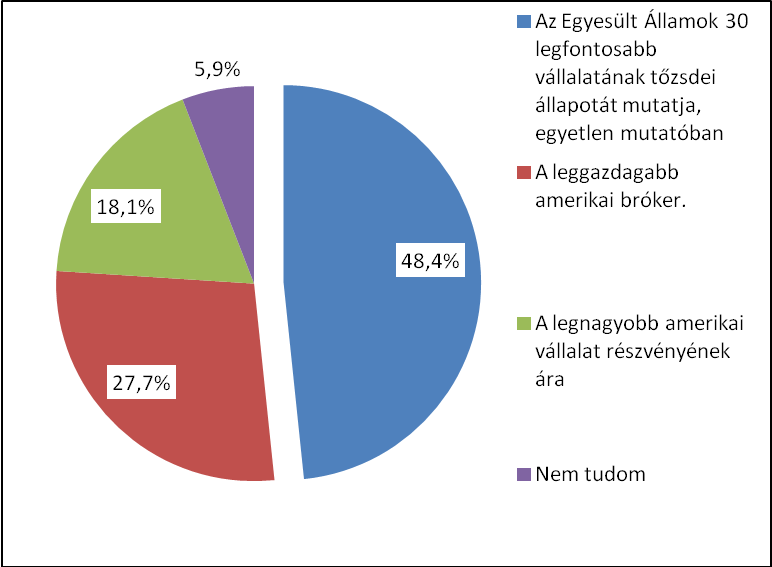 5,9%
18,1%
48,4%
27,7%
Az Egyesült Államok 30
legfontosabb
vállalatának tőzsdei
állapotát mutatja,
egyetlen mutatóban
A leggazdagabb
amerikai bróker.
A legnagyobb amerikai
vállalat részvényének
ára
Nem tudom